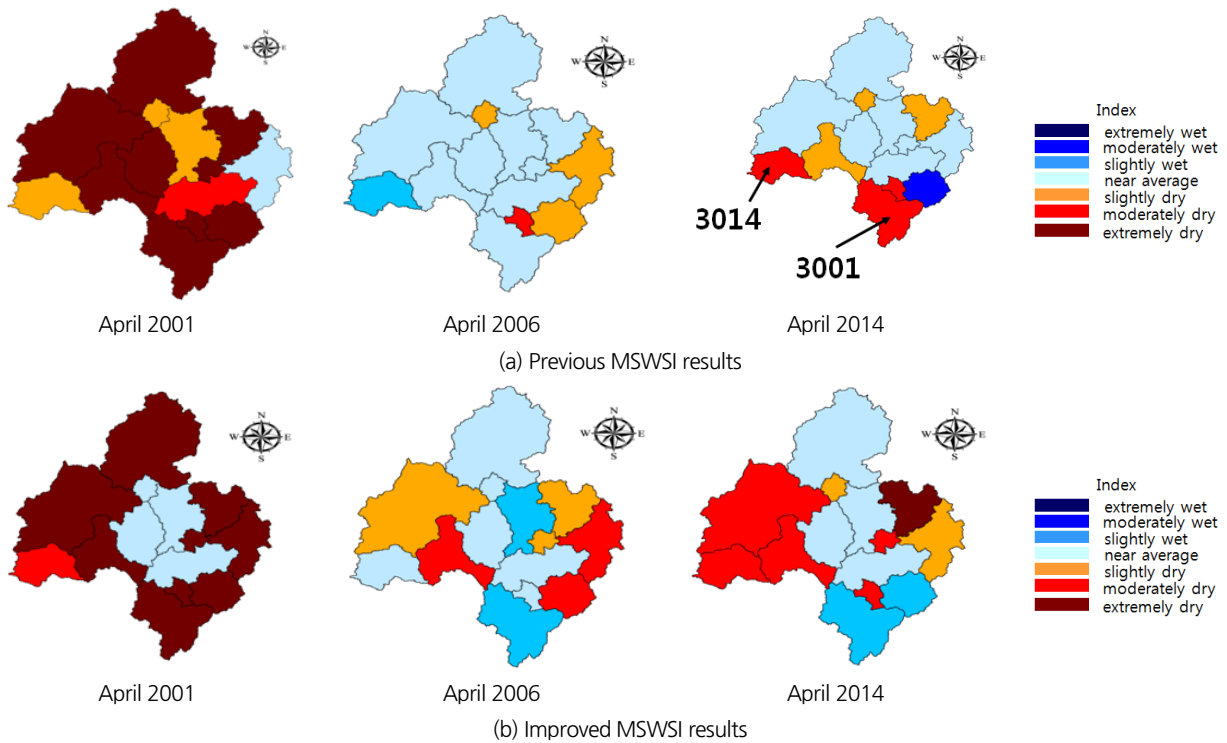 N
W E
S
N
W E
S
N
W E
S
Index
extremely wet
moderately wet
slightly wet
near average
slightly dry
moderately dry
extremely dry
3014
3001
April 2001
April 2006
April 2014
(a) Previous MSWSI results
N
W E
S
N
W E
S
N
W E
S
Index
extremely wet
moderately wet
slightly wet
near average
slightly dry
moderately dry
extremely dry
April 2001
April 2006
April 2014
(b) Improved MSWSI results